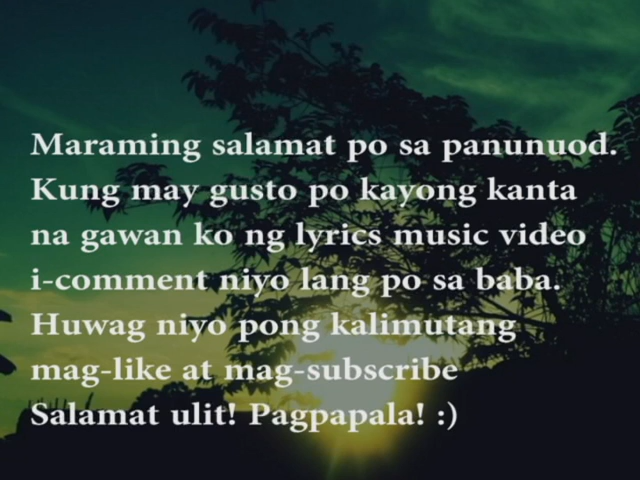 Maraming salamat po sa panunuod.
Kung may gusto po kayong kanta
na gawan ko ng lyrics music video
i-comment niyo lang po sa baba.
Huwag niyo pong kalimutang
mag-like at mag-subscribe
Salamat ulit! Pagpapala! :)